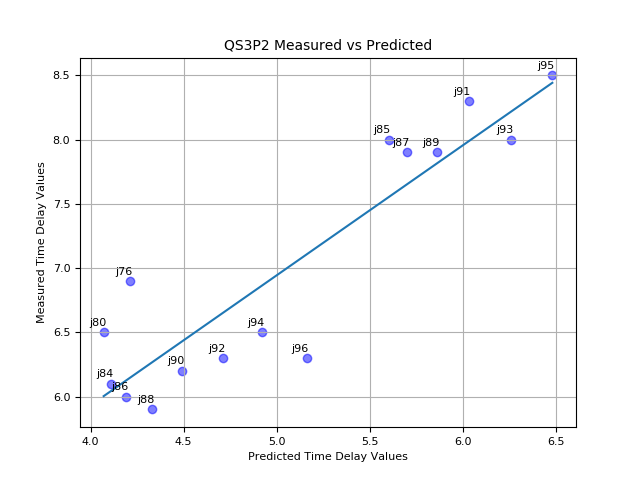 QS3P2 Measured vs Predicted
j95
8.5
j91
j85
j93
8.0
j87
j89
7.5
Measured Time Delay Values
7.0
j76
j80
j94
6.5
j92
j96
j90
j84
j86
6.0
j88
4.0
4.5
5.0
5.5
6.0
6.5
Predicted Time Delay Values